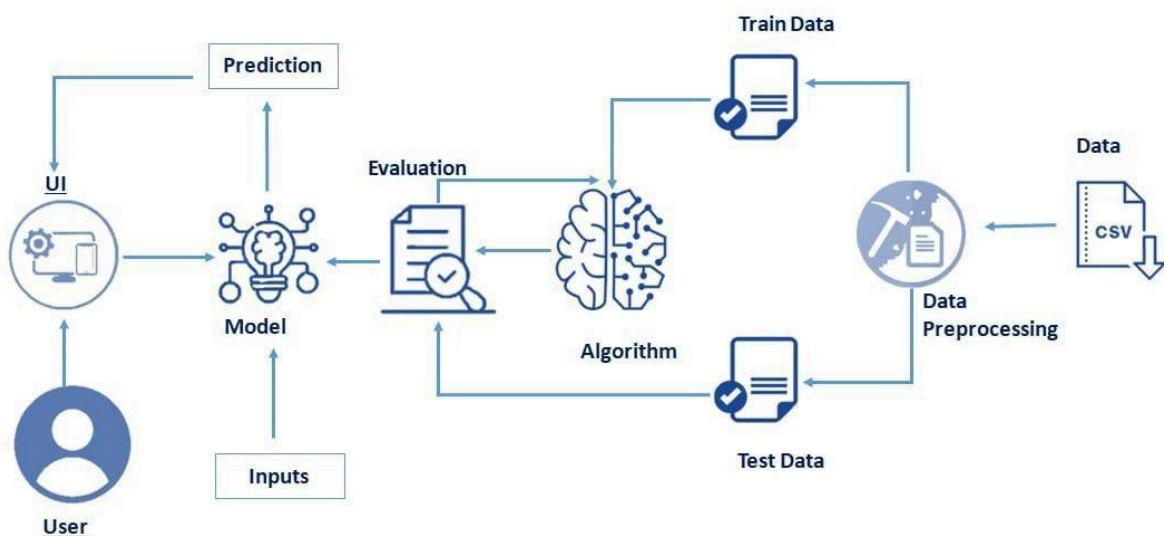 Train Data
Prediction
Data
Evaluation
UI
CSV
Data
Preprocessing
Model
Algorithm
Inputs
Test Data
User